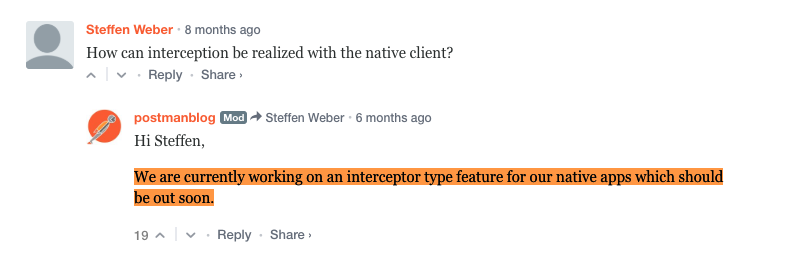 Steffen Weber • 8 months ago
How can interception be realized with the native client?
Reply • Share ›
postmanblog Mod Steffen Weber • 6 months ago
Hi Steffen,
We are currently working on an interceptor type feature for our native apps which should
be out soon.
19 • Reply • Share ›